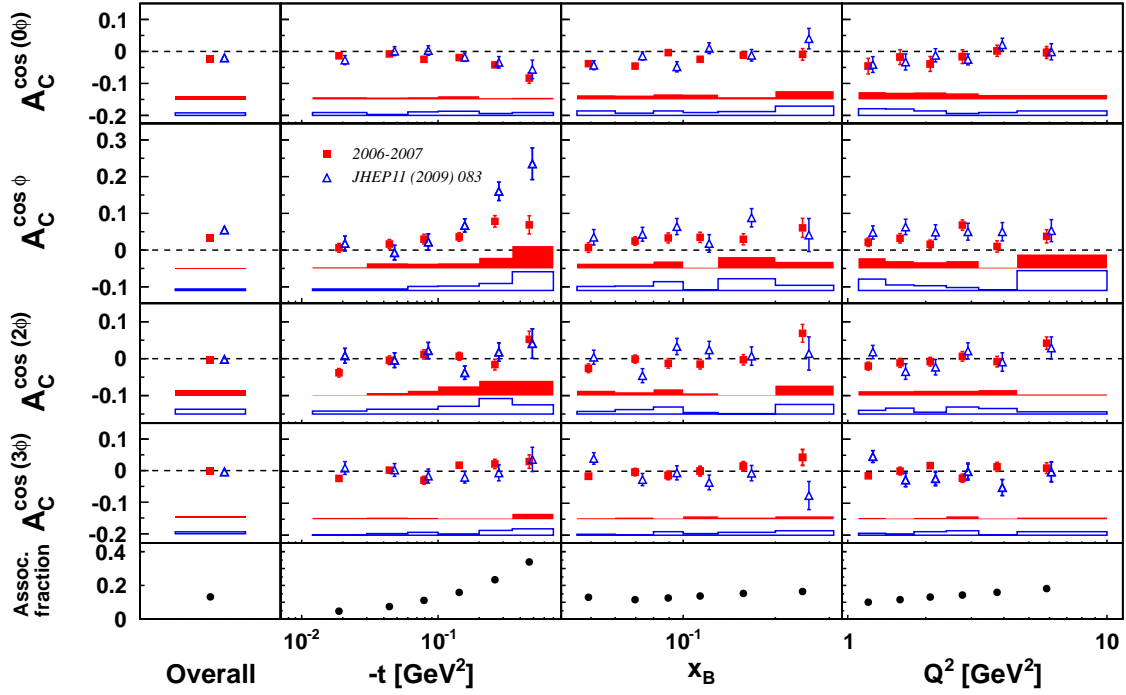 A_C^cos (0ϕ)
0.1
0
-0.1
-0.2
A_C^cos ϕ
0.3
0.2
0.1
0
-0.1
2006-2007
JHEP11 (2009) 083
A_C^cos (2ϕ)
0.1
0
-0.1
A_C^cos (3ϕ)
0.1
0
-0.1
-0.2
Assoc.
fraction
0.4
0.2
0
10^-2 10^-1 10^-1 1 10
Overall -t [GeV^2] x_B Q^2 [GeV^2]